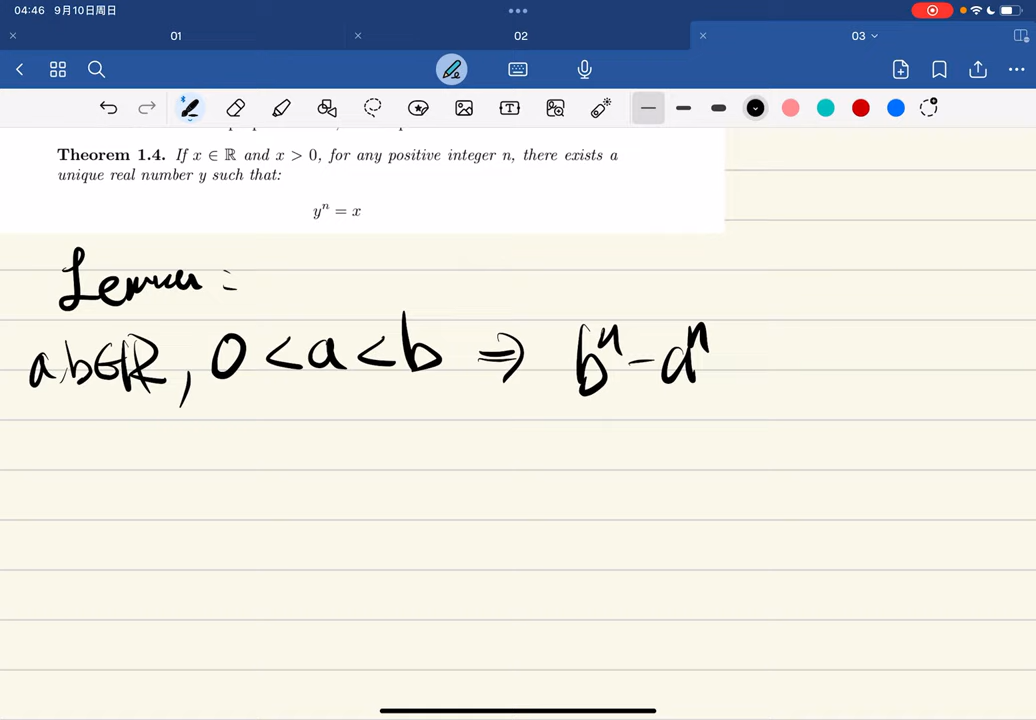 04:46 9月10日周日
01 02 03
Theorem 1.4. If x ∈ ℝ and x > 0, for any positive integer n, there exists a
unique real number y such that:
yⁿ = x
Lemma :
a,b∈ℝ, 0 < a < b ⇒ bⁿ − aⁿ